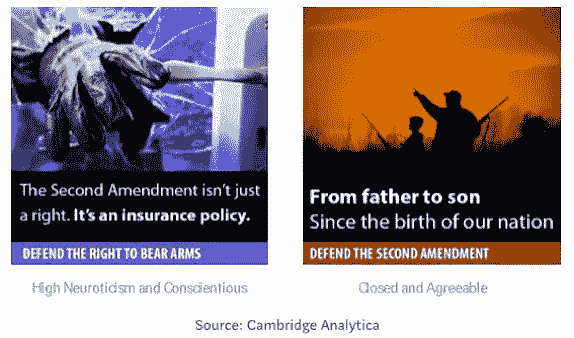 The Second Amendment isn't just
a right. It's an insurance policy.
DEFEND THE RIGHT TO BEAR ARMS
High Neuroticism and Conscientious
From father to son
Since the birth of our nation
DEFEND THE SECOND AMENDMENT
Closed and Agreeable
Source: Cambridge Analytica